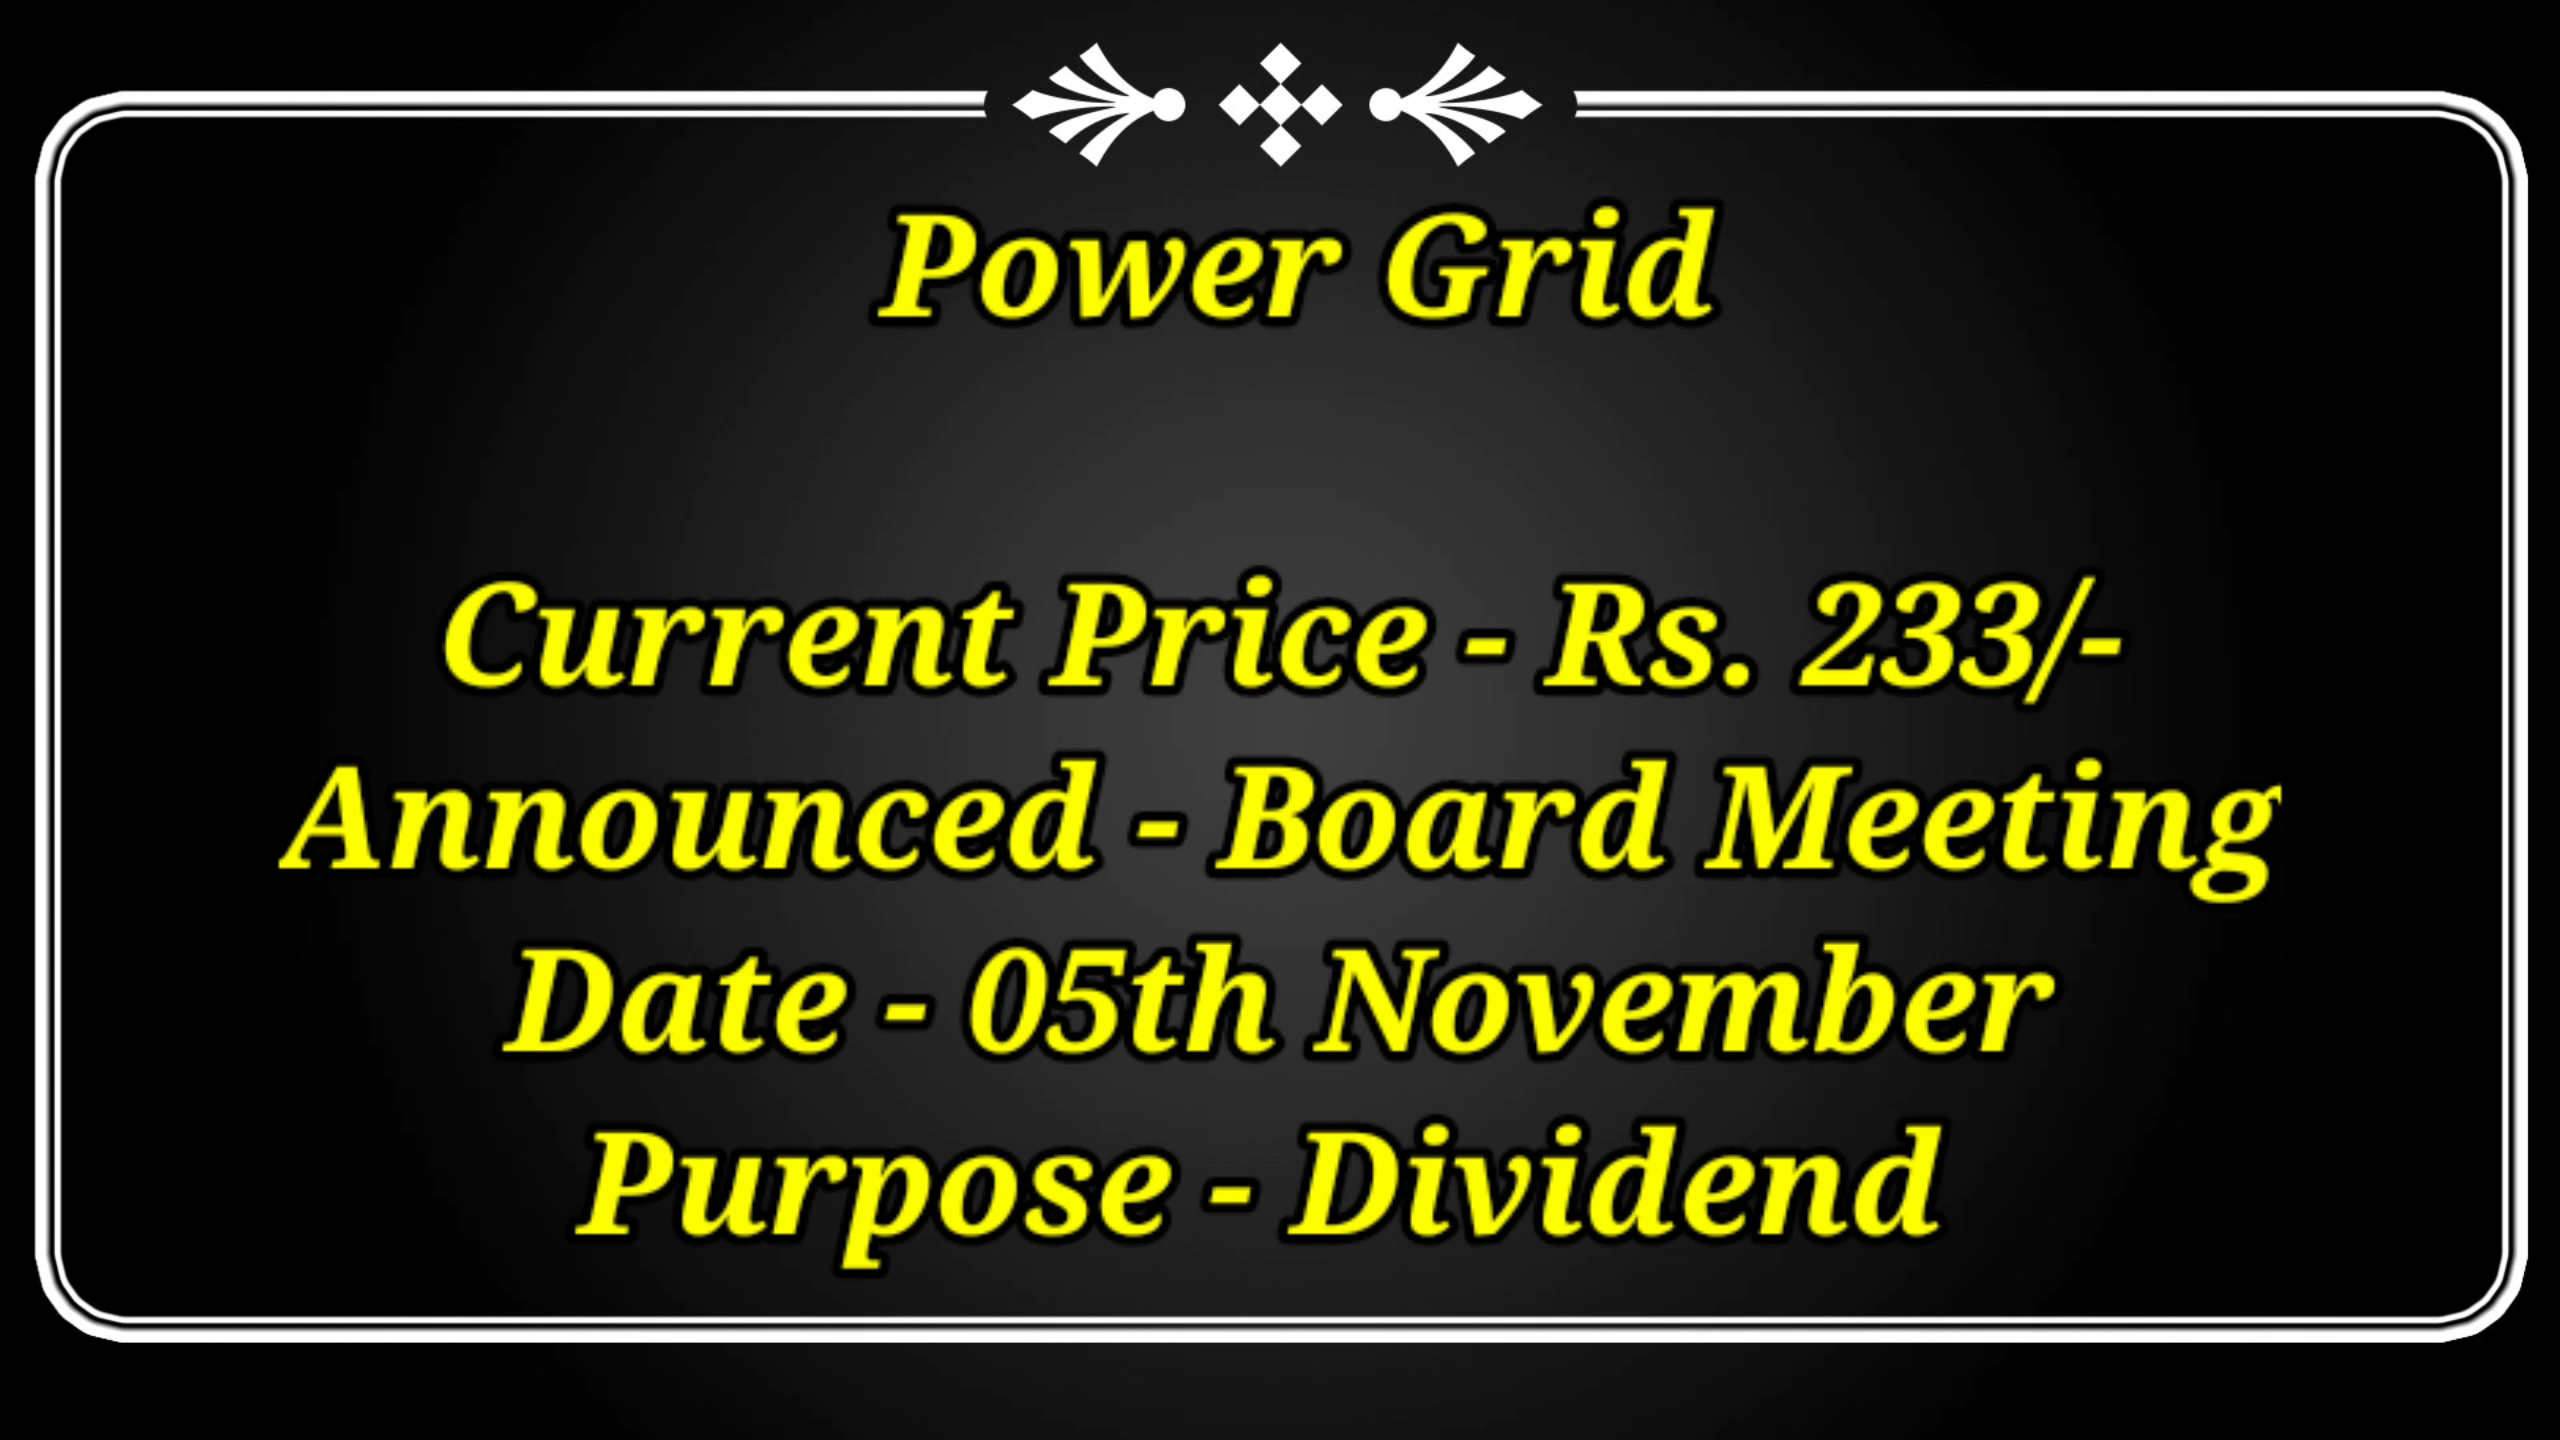 Power Grid
Current Price - Rs. 233/-
Announced - Board Meeting
Date - 05th November
Purpose - Dividend